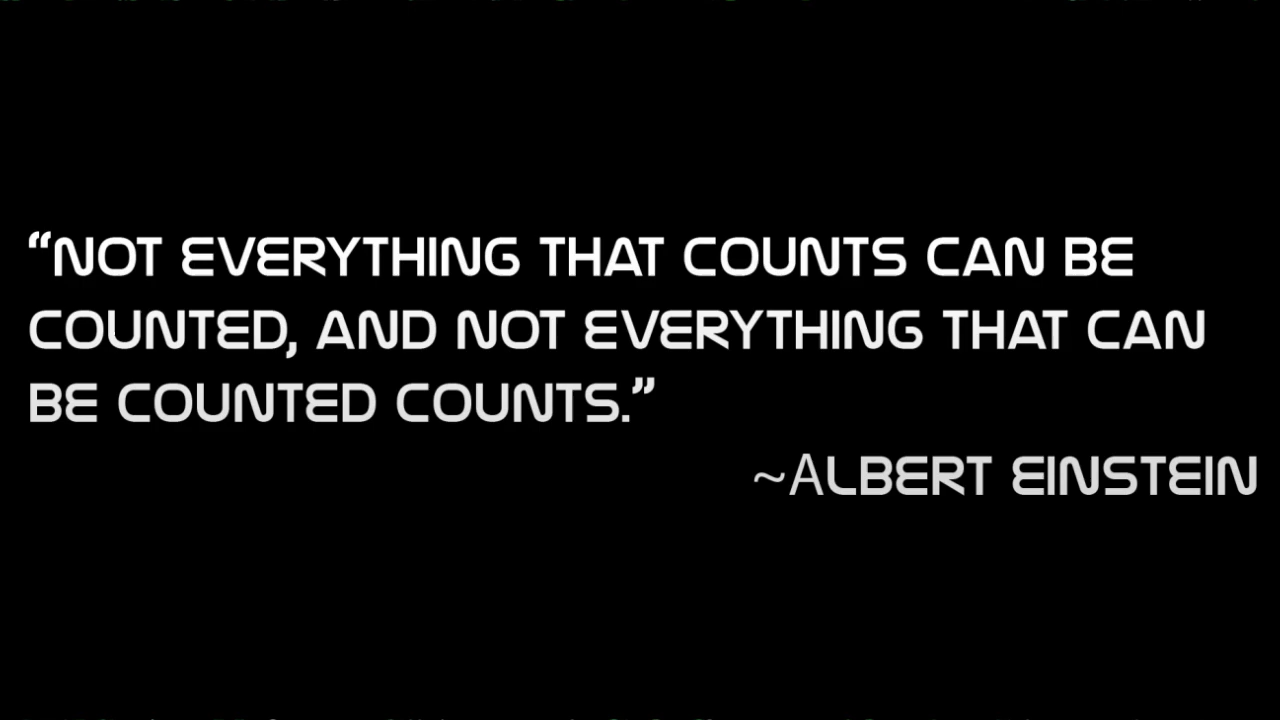 “NOT EVERYTHING THAT COUNTS CAN BE
COUNTED, AND NOT EVERYTHING THAT CAN
BE COUNTED COUNTS.”
~ALBERT EINSTEIN